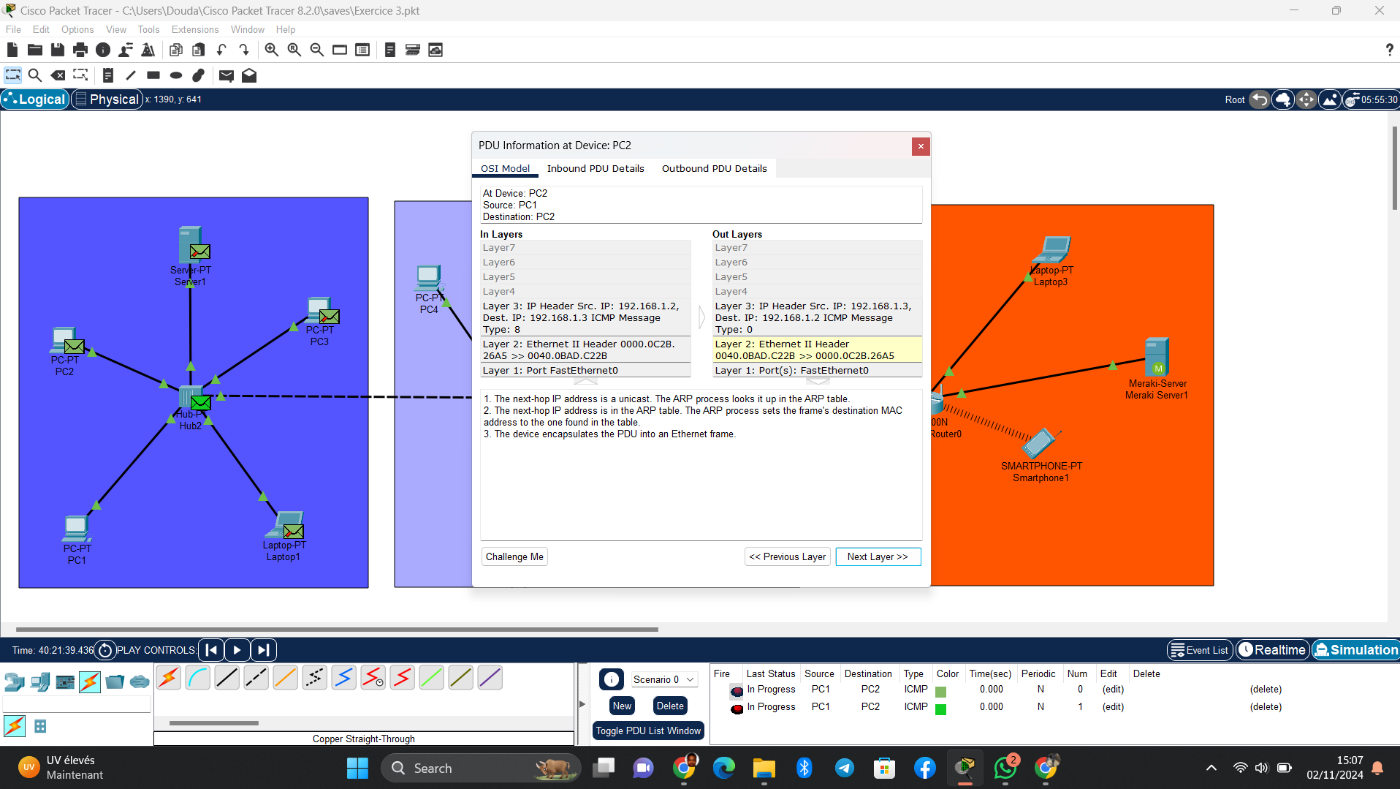 Cisco Packet Tracer - C:\Users\Douda\Cisco Packet Tracer 8.2.0\saves\Exercice 3.pkt
File Edit Options View Tools Extensions Window Help
?
Logical Physical x: 1390, y: 641
Root 05:55:30
PDU Information at Device: PC2
OSI Model Inbound PDU Details Outbound PDU Details
At Device: PC2
Source: PC1
Destination: PC2
In Layers Out Layers
Layer7 Layer7
Layer6 Layer6
Layer5 Layer5
Layer4 Layer4
Layer 3: IP Header Src. IP: 192.168.1.2,
Dest. IP: 192.168.1.3 ICMP Message
Type: 8
Layer 3: IP Header Src. IP: 192.168.1.3,
Dest. IP: 192.168.1.2 ICMP Message
Type: 0
Layer 2: Ethernet II Header 0000.0C2B.
26A5 >> 0040.0BAD.C22B
Layer 2: Ethernet II Header
0040.0BAD.C22B >> 0000.0C2B.26A5
Layer 1: Port FastEthernet0
Layer 1: Port(s): FastEthernet0
1. The next-hop IP address is a unicast. The ARP process looks it up in the ARP table.
2. The next-hop IP address is in the ARP table. The ARP process sets the frame's destination MAC
address to the one found in the table.
3. The device encapsulates the PDU into an Ethernet frame.
Challenge Me << Previous Layer Next Layer >>
Server-PT
Server1
PC-PT
PC3
PC-PT
PC2
Hub-P
Hub2
PC-PT
PC1
Laptop-PT
Laptop1
PC-PT
PC4
Laptop-PT
Laptop3
M
Meraki-Server
Meraki Server1
00N
Router0
SMARTPHONE-PT
Smartphone1
Time: 40:21:39.436 PLAY CONTROLS:
Event List Realtime Simulation
Copper Straight-Through
Scenario 0
New Delete
Toggle PDU List Window
Fire Last Status Source Destination Type Color Time(sec) Periodic Num Edit Delete
In Progress PC1 PC2 ICMP 0.000 N 0 (edit) (delete)
In Progress PC1 PC2 ICMP 0.000 N 1 (edit) (delete)
UV
UV élevés
Maintenant
Search
2
15:07
02/11/2024